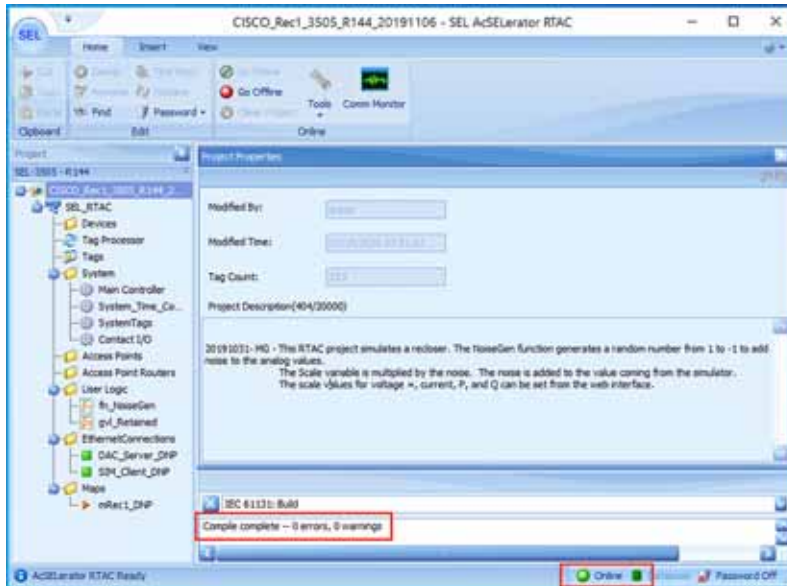 CISCO_Rec1_3505_R144_20191106 - SEL AcSELerator RTAC
SEL
Home Insert View
Cut
Find
Password
Go Offline
Tools
Comm Monitor
Clipboard
Edit
Online
Project
SEL-3505 - R144
CISCO_Rec1_3505_R144_2...
SEL_RTAC
Devices
Tag Processor
Tags
System
Main Controller
System_Time_Co...
SystemTags
Contact I/O
Access Points
Access Point Routers
User Logic
fn_NoiseGen
gvl_Retained
EthernetConnections
DAC_Server_DNP
SIM_Client_DNP
Maps
mRec1_DNP
Project Properties
Modified By:
Modified Time:
Tag Count:
Project Description(404/20000)
20191031- MG - This RTAC project simulates a recloser. The NoiseGen function generates a random number from 1 to -1 to add
noise to the analog values.
The Scale variable is multiplied by the noise. The noise is added to the value coming from the simulator.
The scale values for voltage =, current, P, and Q can be set from the web interface.
IEC 61131: Build
Compile complete -- 0 errors, 0 warnings
AcSELerator RTAC Ready
Online
Password Off